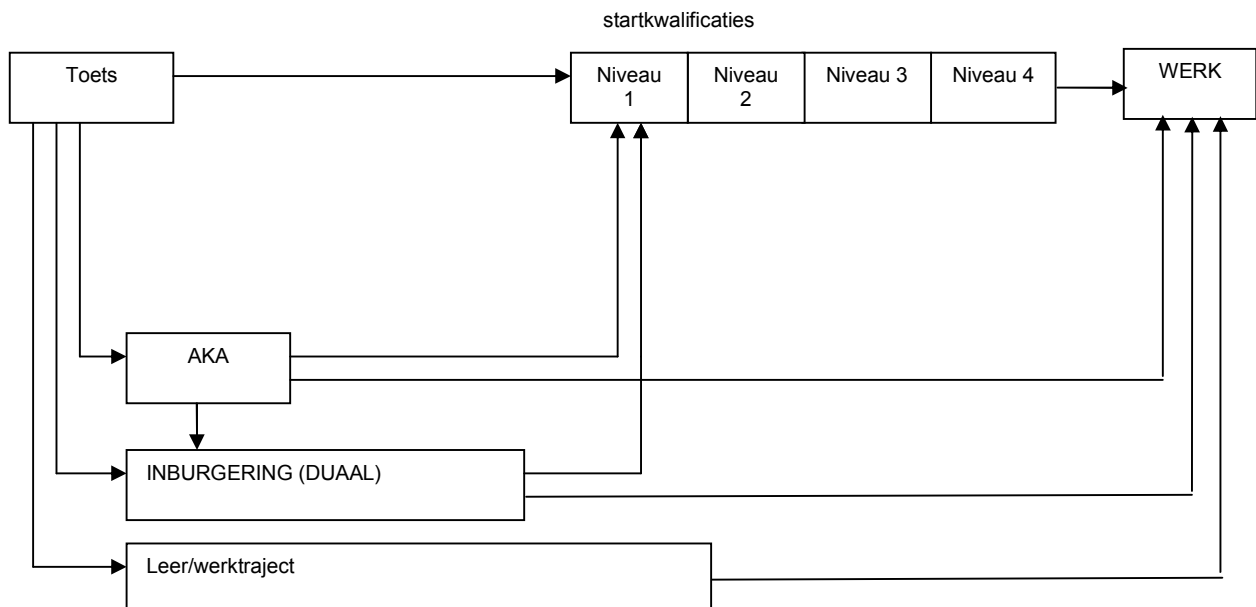 startkwalificaties
Toets
Niveau
1
Niveau
2
Niveau 3
Niveau 4
WERK
AKA
INBURGERING (DUAAL)
Leer/werktraject